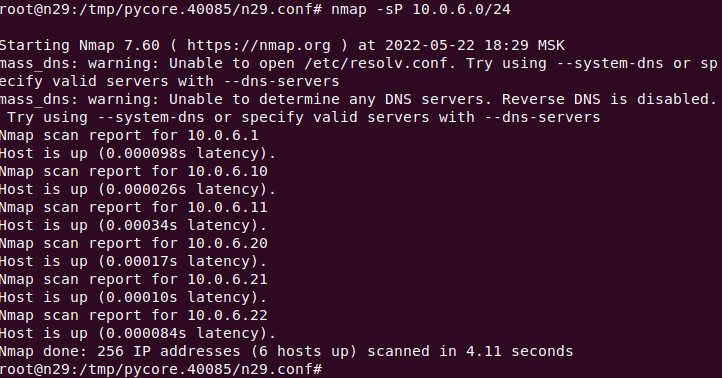 root@n29:/tmp/pycore.40085/n29.conf# nmap -sP 10.0.6.0/24
Starting Nmap 7.60 ( https://nmap.org ) at 2022-05-22 18:29 MSK
mass_dns: warning: Unable to open /etc/resolv.conf. Try using --system-dns or sp
ecify valid servers with --dns-servers
mass_dns: warning: Unable to determine any DNS servers. Reverse DNS is disabled.
 Try using --system-dns or specify valid servers with --dns-servers
Nmap scan report for 10.0.6.1
Host is up (0.000098s latency).
Nmap scan report for 10.0.6.10
Host is up (0.000026s latency).
Nmap scan report for 10.0.6.11
Host is up (0.00034s latency).
Nmap scan report for 10.0.6.20
Host is up (0.00017s latency).
Nmap scan report for 10.0.6.21
Host is up (0.00010s latency).
Nmap scan report for 10.0.6.22
Host is up (0.000084s latency).
Nmap done: 256 IP addresses (6 hosts up) scanned in 4.11 seconds
root@n29:/tmp/pycore.40085/n29.conf#